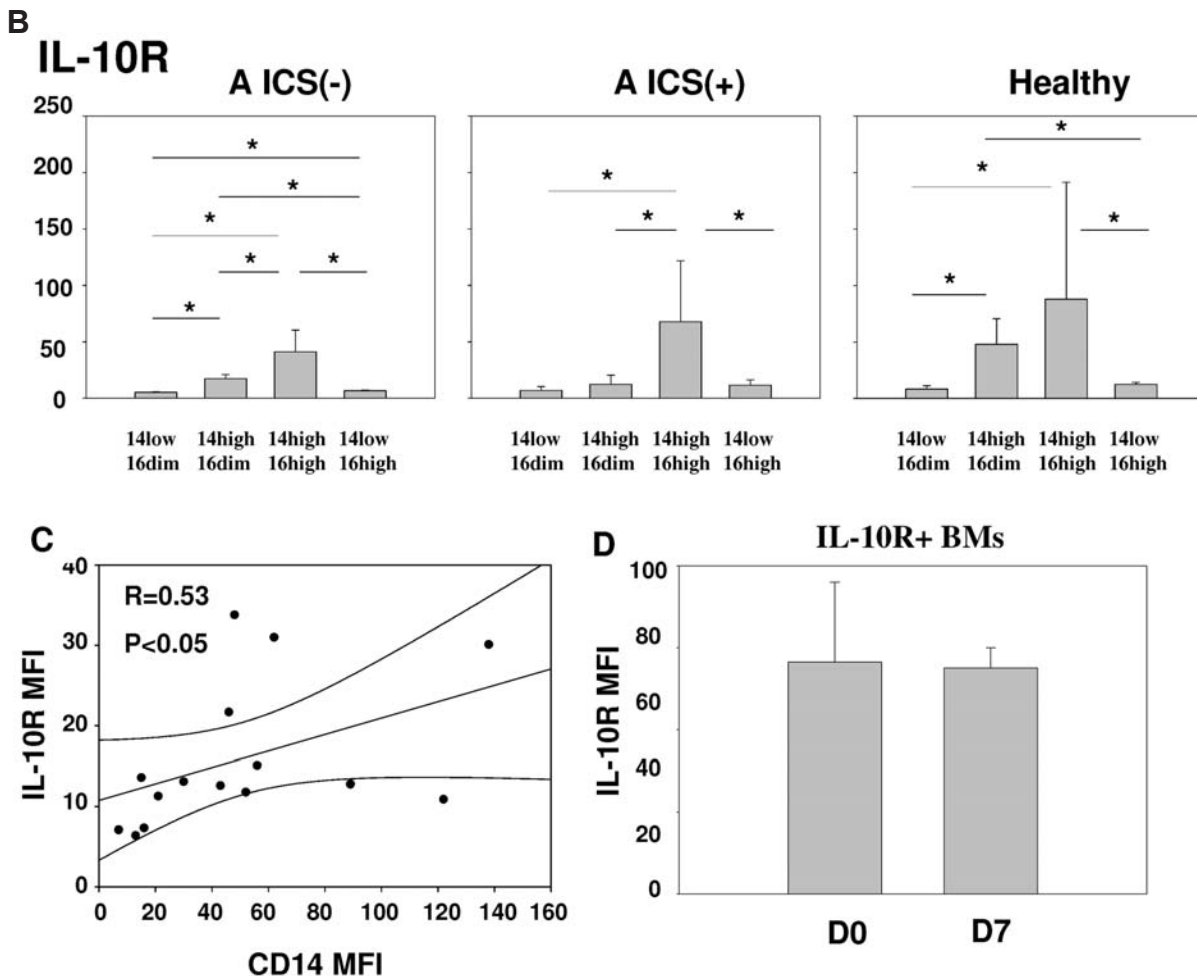 B
IL-10R
A ICS(-)
A ICS(+)
Healthy
250
200
150
100
50
0
*
*
*
*
*
*
*
*
*
*
*
*
*
14low 14high 14high 14low
16dim 16dim 16high 16high
14low 14high 14high 14low
16dim 16dim 16high 16high
14low 14high 14high 14low
16dim 16dim 16high 16high
C
40
30
20
10
0
R=0.53
P<0.05
IL-10R MFI
0 20 40 60 80 100 120 140 160
CD14 MFI
D
IL-10R+ BMs
100
80
60
40
20
0
IL-10R MFI
D0 D7